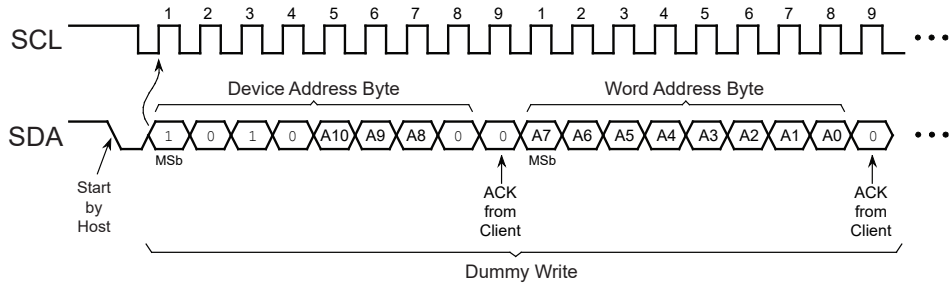 1 2 3 4 5 6 7 8 9 1 2 3 4 5 6 7 8 9
SCL
Device Address Byte Word Address Byte
SDA 1 0 1 0 A10 A9 A8 0 0 A7 A6 A5 A4 A3 A2 A1 A0 0
MSb MSb
Start
by
Host
ACK
from
Client
ACK
from
Client
Dummy Write